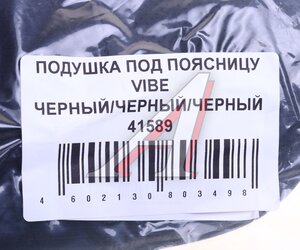 ПОДУШКА ПОД ПОЯСНИЦУ
VIBE
ЧЕРНЫЙ/ЧЕРНЫЙ/ЧЕРНЫЙ
41589
4 602130 803498